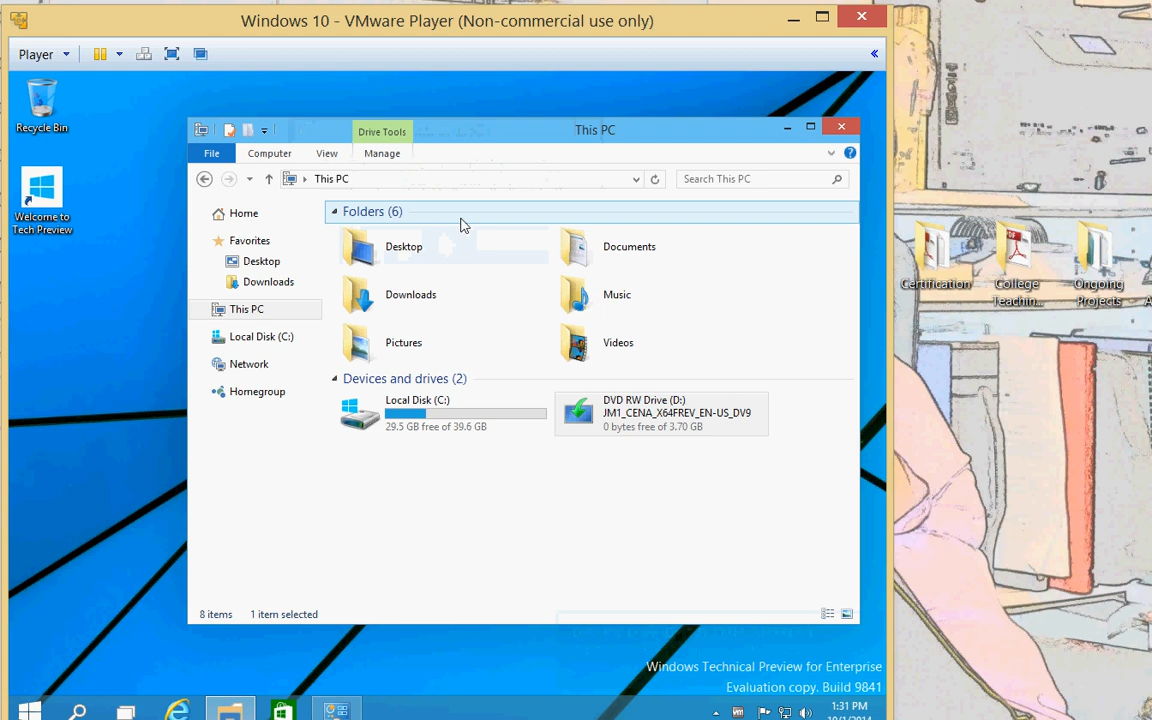 Windows 10 - VMware Player (Non-commercial use only)
Player
Recycle Bin
Welcome to
Tech Preview
Drive Tools
This PC
File
Computer
View
Manage
This PC
Search This PC
Home
Favorites
Desktop
Downloads
This PC
Local Disk (C:)
Network
Homegroup
Folders (6)
Desktop
Documents
Downloads
Music
Pictures
Videos
Devices and drives (2)
Local Disk (C:)
29.5 GB free of 39.6 GB
DVD RW Drive (D:)
JM1_CENA_X64FREV_EN-US_DV9
0 bytes free of 3.70 GB
8 items
1 item selected
Certification
College
Teachin...
Ongoing
Projects
Windows Technical Preview for Enterprise
Evaluation copy. Build 9841
1:31 PM
10/1/2014